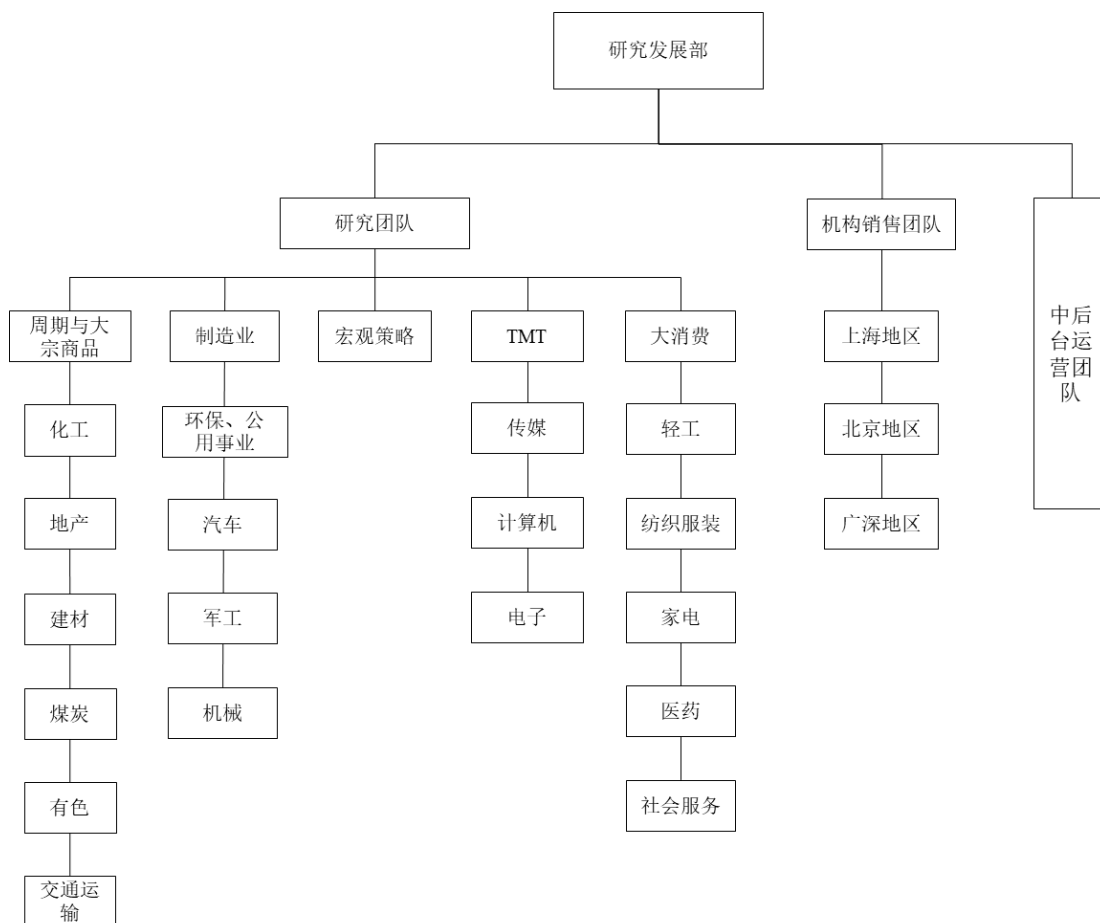 研究发展部
研究团队
机构销售团队
中后
台运
营团
队
周期与大
宗商品
制造业
宏观策略
TMT
大消费
上海地区
化工
环保、公
用事业
传媒
轻工
北京地区
地产
汽车
计算机
纺织服装
广深地区
建材
军工
电子
家电
煤炭
机械
医药
有色
社会服务
交通运
输